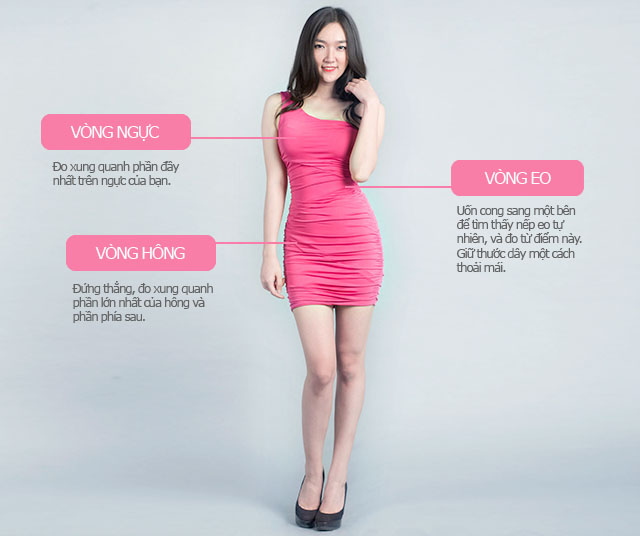 VÒNG NGỰC
Đo xung quanh phần đầy
nhất trên ngực của bạn.
VÒNG EO
Uốn cong sang một bên
để tìm thấy nếp eo tự
nhiên, và đo từ điểm này.
Giữ thước dây một cách
thoải mái.
VÒNG HÔNG
Đứng thẳng, đo xung quanh
phần lớn nhất của hông và
phần phía sau.